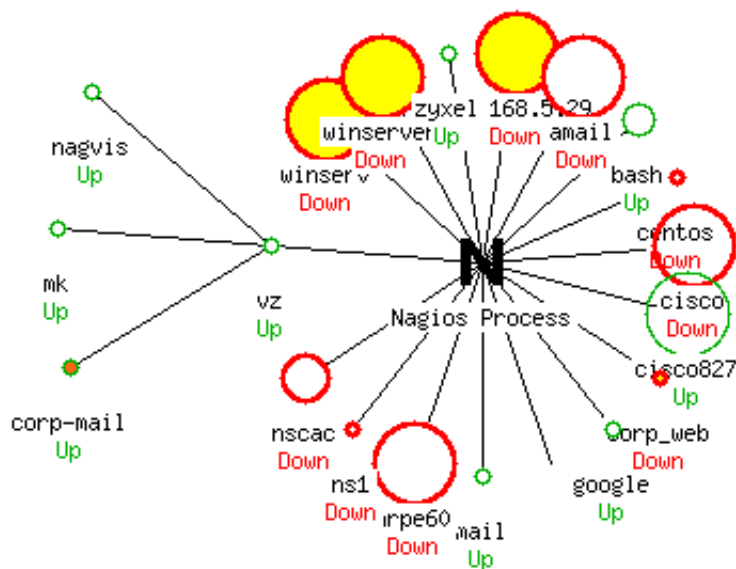 zyxel
168.5.29
Up
Down
winserver
Down
amail
Down
nagvis
Up
winserv
Down
bash
Up
centos
Down
mk
Up
vz
Up
N
cisco
Down
Nagios Process
cisco827
Up
corp-mail
Up
nscac
Down
corp_web
Down
ns1
Down
google
Up
nrpe60
Down
mail
Up